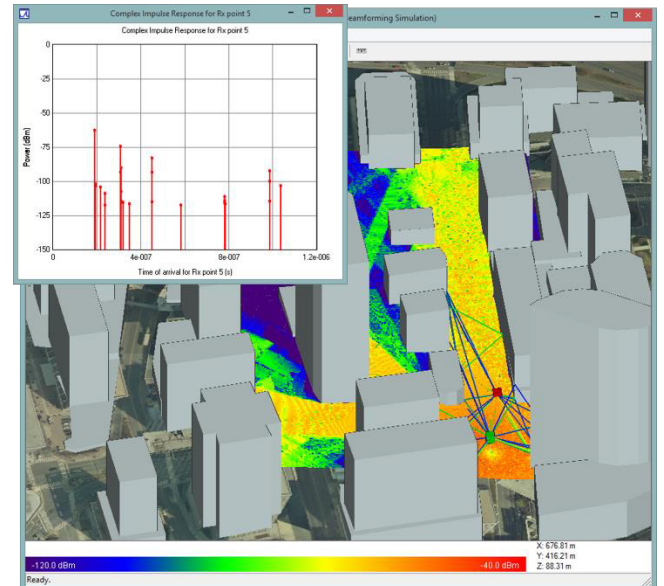 Complex Impulse Response for Rx point 5
eamforming Simulation)
Complex Impulse Response for Rx point 5
0
-25
-50
-75
-100
-125
-150
Power (dBm)
0
4e-007
8e-007
1.2e-006
Time of arrival for Rx point 5 (s)
-120.0 dBm
-40.0 dBm
X: 676.81 m
Y: 416.21 m
Z: 88.31 m
Ready.